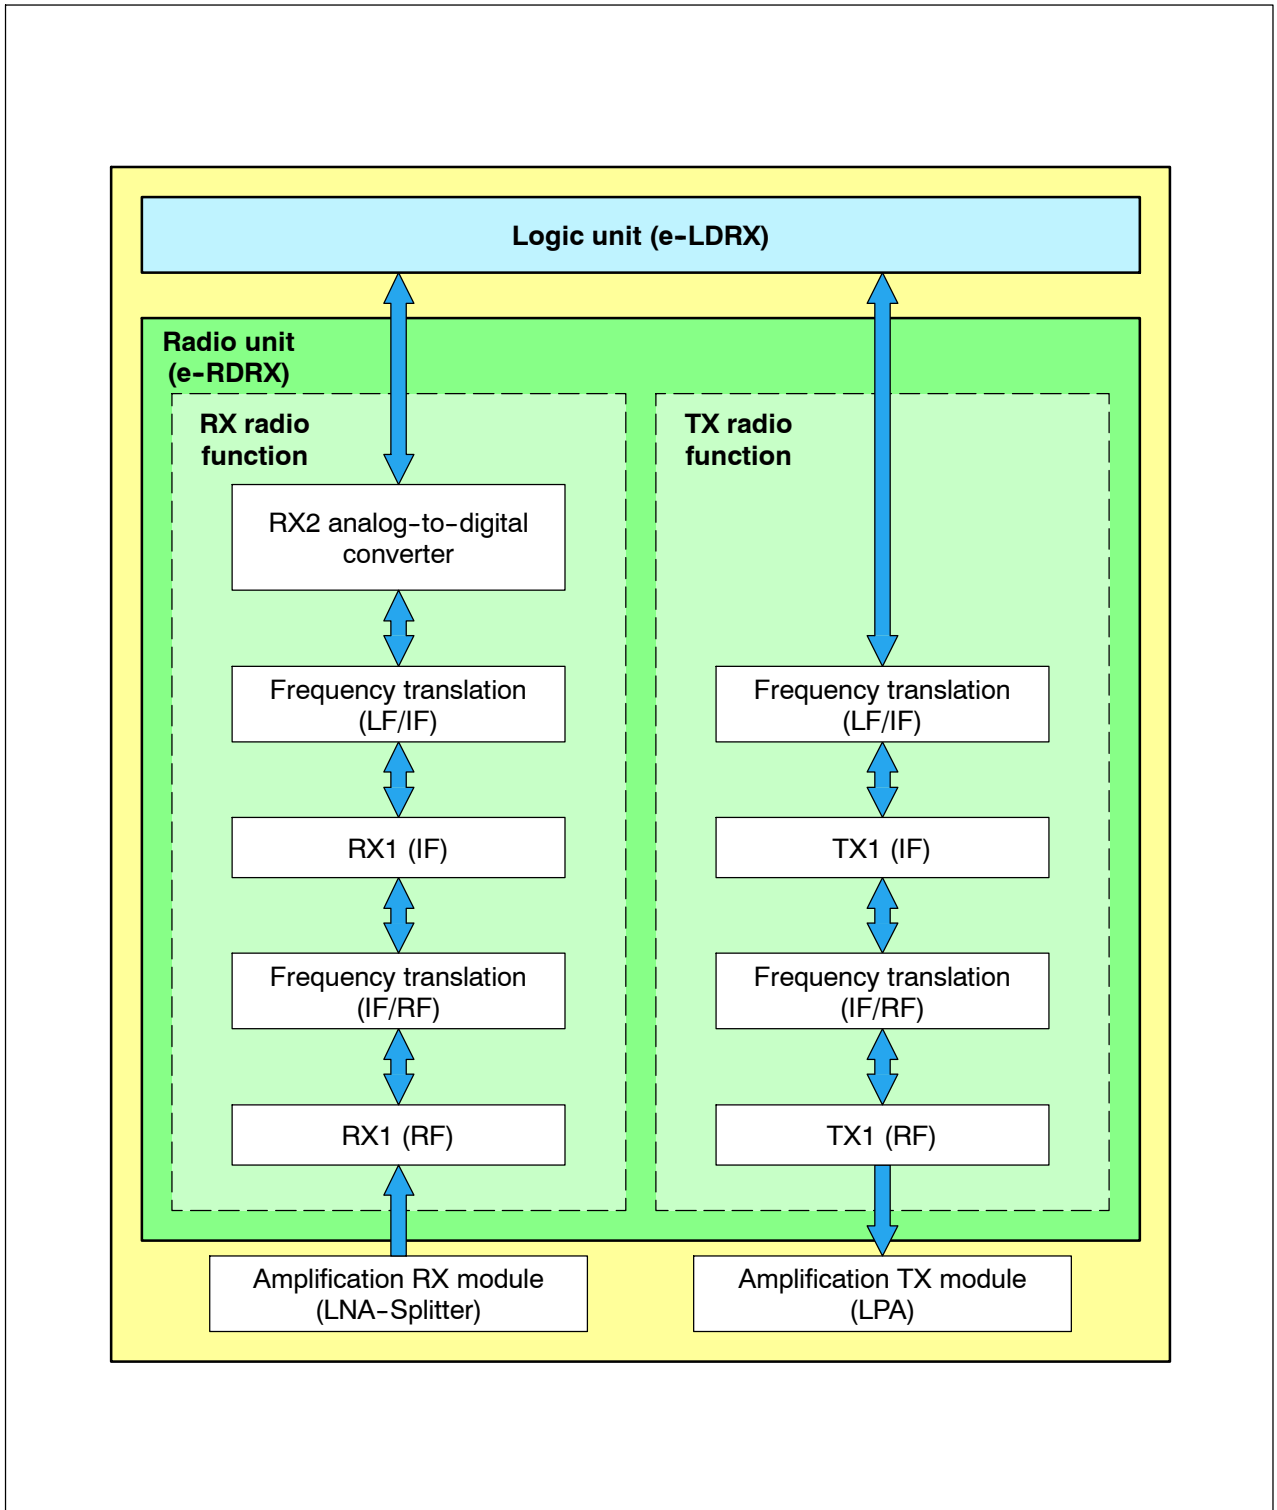 Logic unit (e-LDRX)
Radio unit
(e-RDRX)
RX radio
function
RX2 analog-to-digital
converter
Frequency translation
(LF/IF)
RX1 (IF)
Frequency translation
(IF/RF)
RX1 (RF)
TX radio
function
Frequency translation
(LF/IF)
TX1 (IF)
Frequency translation
(IF/RF)
TX1 (RF)
Amplification RX module
(LNA-Splitter)
Amplification TX module
(LPA)